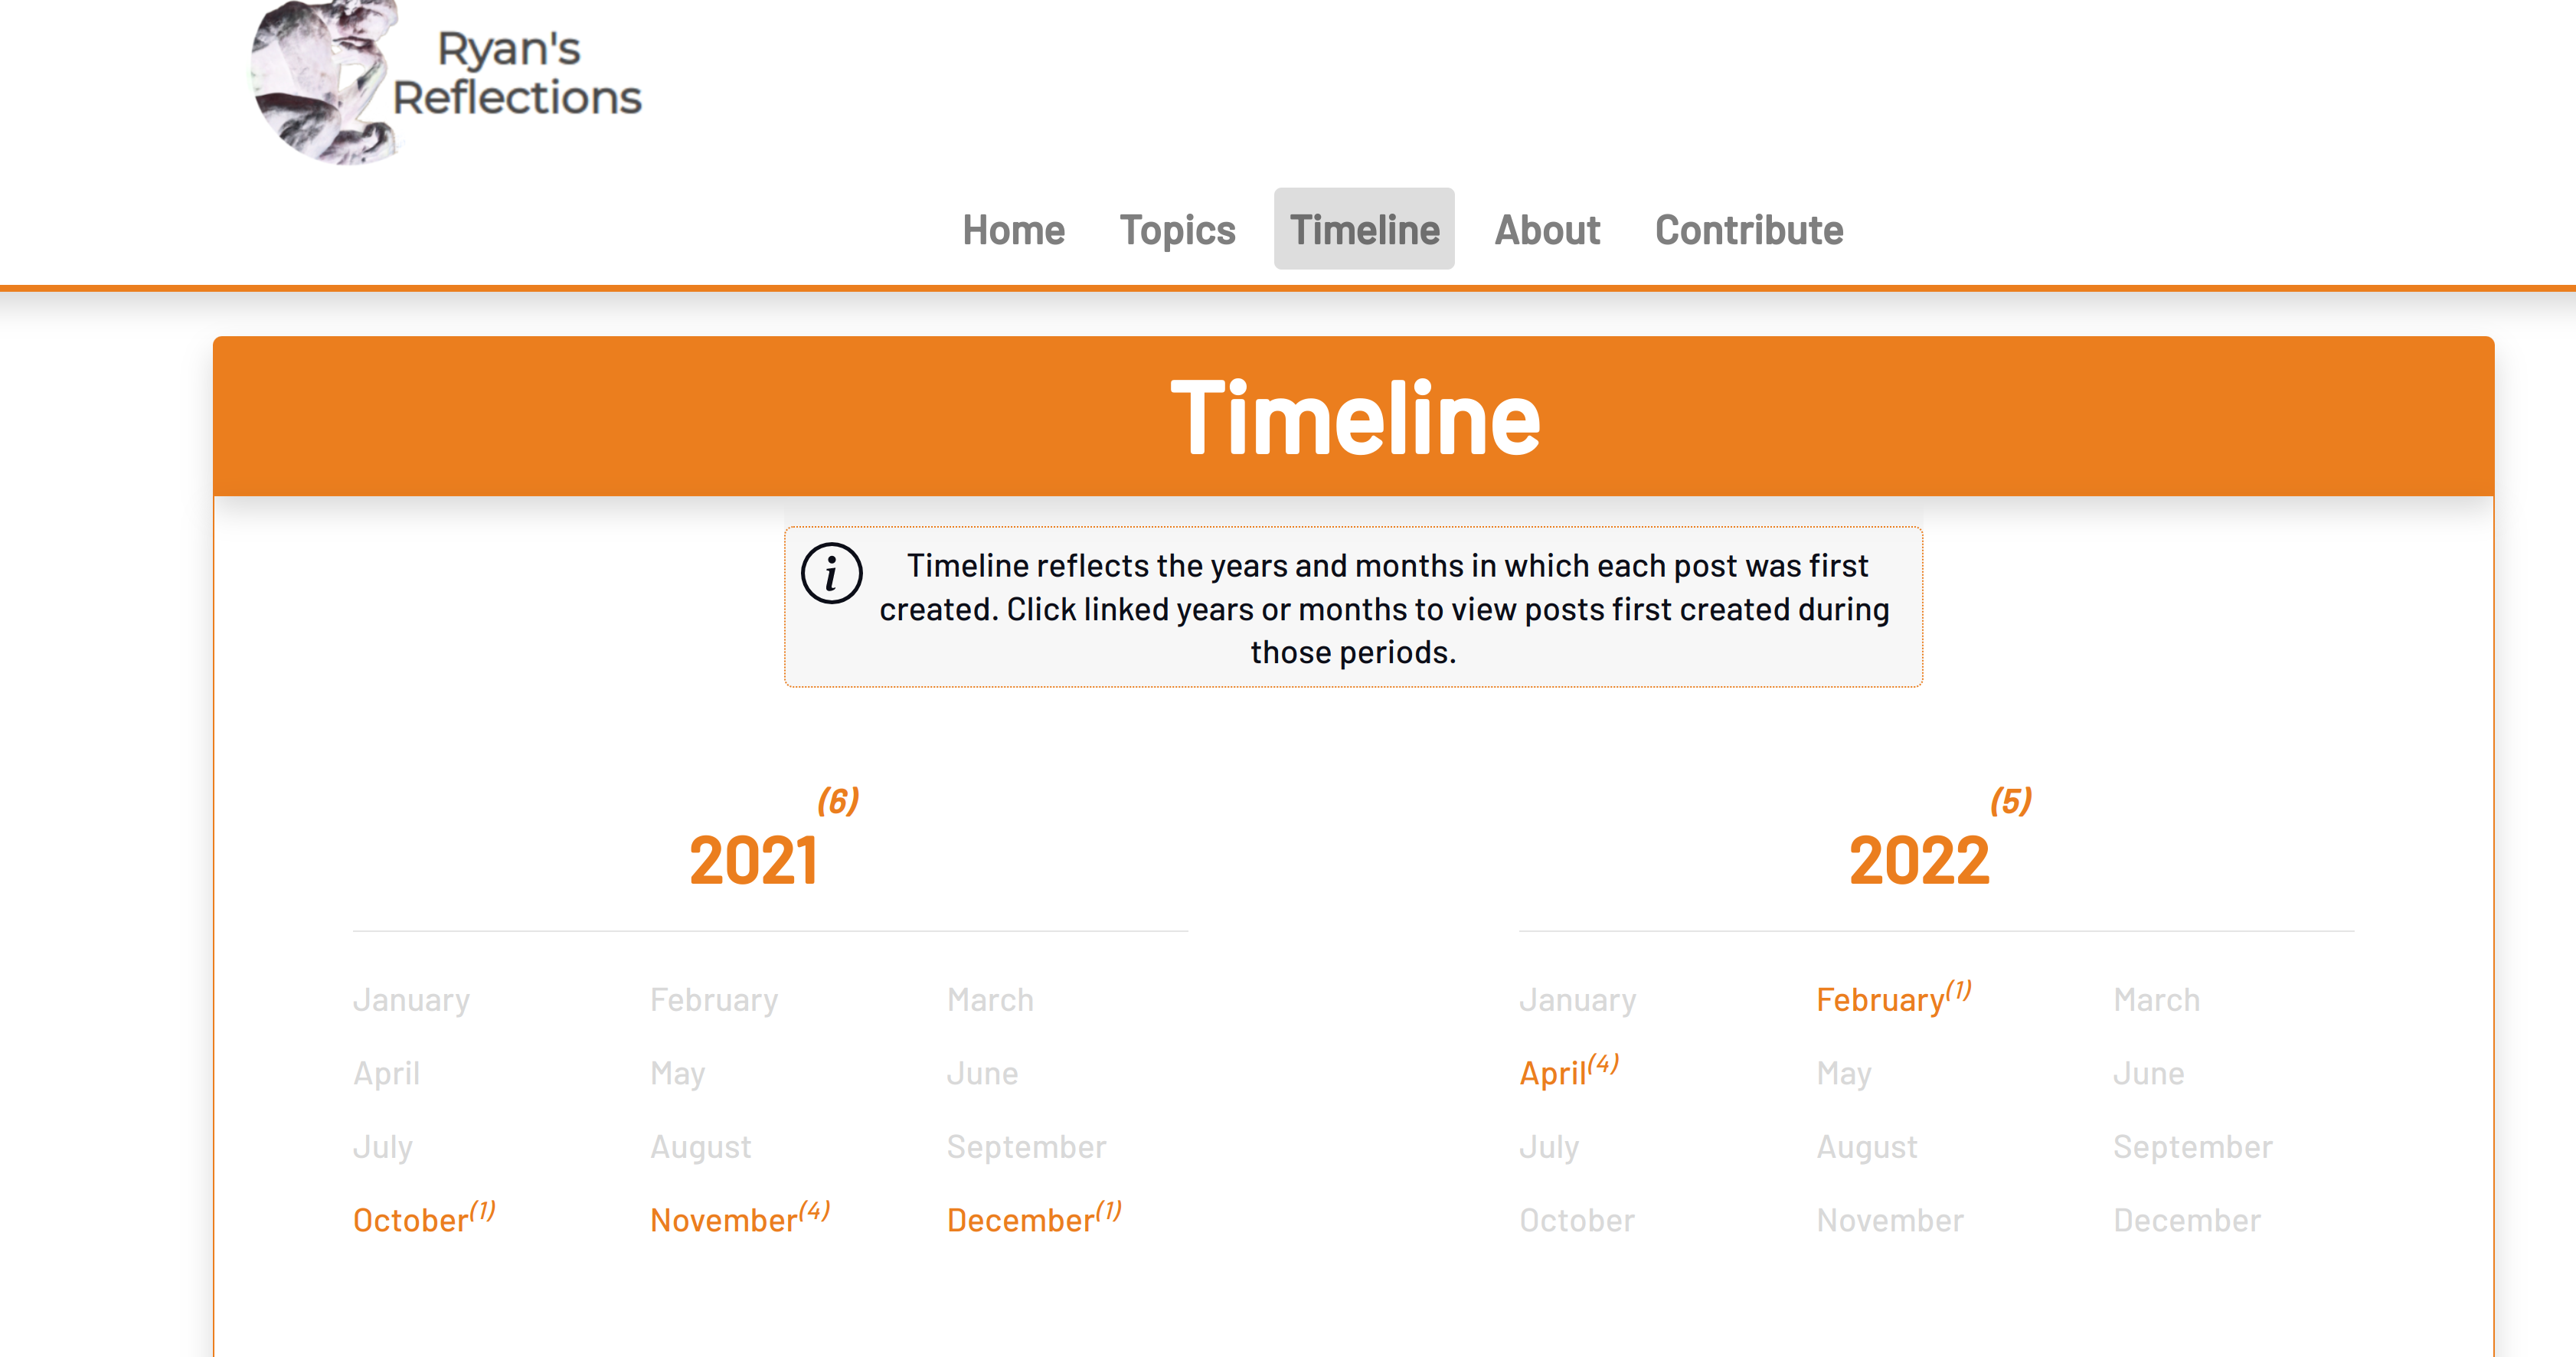 Ryan's
Reflections
Home Topics Timeline About Contribute
Timeline
i
Timeline reflects the years and months in which each post was first
created. Click linked years or months to view posts first created during
those periods.
2021(6)
January February March
April May June
July August September
October(1) November(4) December(1)
2022(5)
January February(1) March
April(4) May June
July August September
October November December